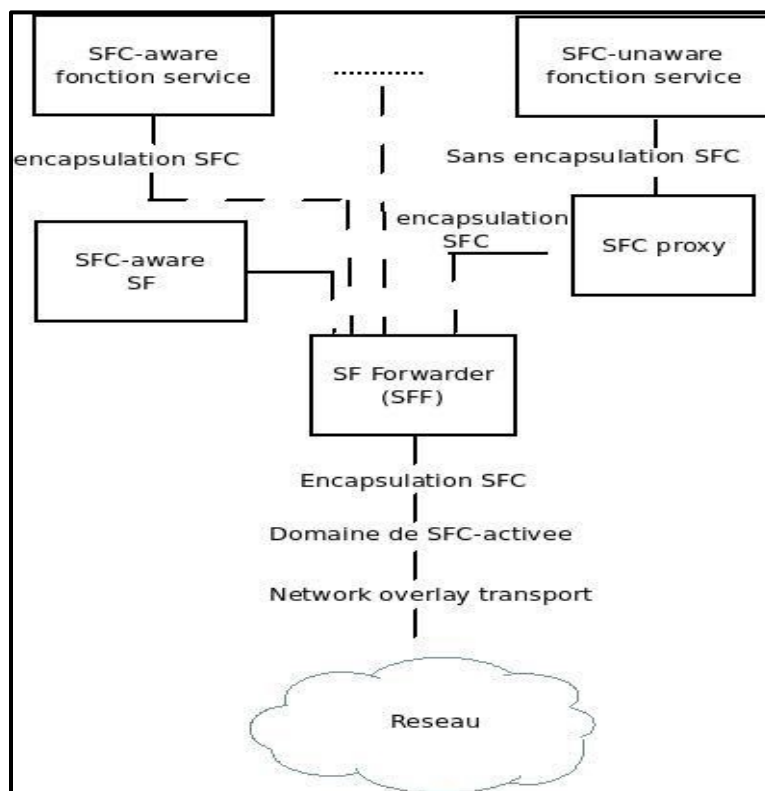 SFC-aware
fonction service
SFC-unaware
fonction service
encapsulation SFC
Sans encapsulation SFC
encapsulation
SFC
SFC-aware
SF
SFC proxy
SF Forwarder
(SFF)
Encapsulation SFC
Domaine de SFC-activee
Network overlay transport
Reseau